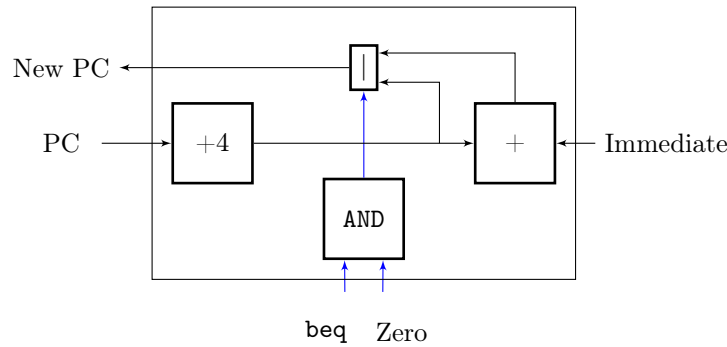 New PC
|
PC
+4
+
Immediate
AND
beq Zero